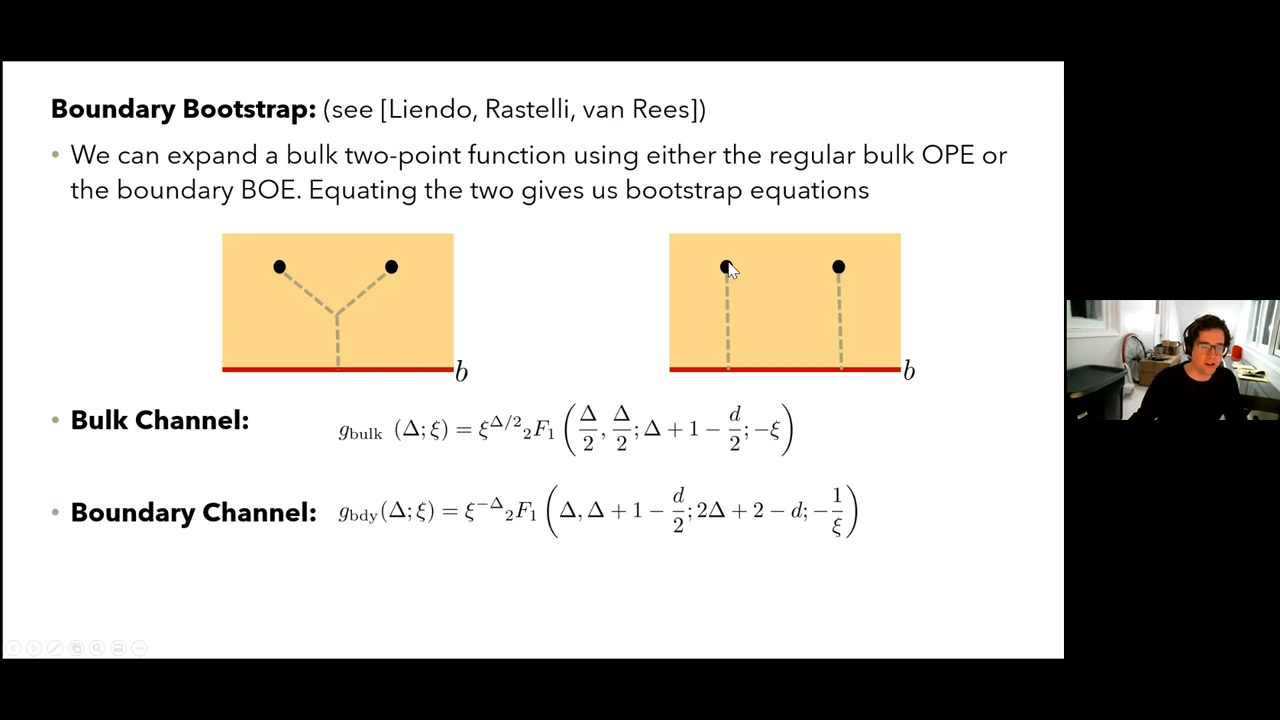 Boundary Bootstrap: (see [Liendo, Rastelli, van Rees])
• We can expand a bulk two-point function using either the regular bulk OPE or
the boundary BOE. Equating the two gives us bootstrap equations
b
b
• Bulk Channel: g_bulk (Δ; ξ) = ξ^{Δ/2} ₂F₁ (Δ/2, Δ/2; Δ + 1 − d/2; −ξ)
• Boundary Channel: g_bdy(Δ; ξ) = ξ^{−Δ} ₂F₁ (Δ, Δ + 1 − d/2; 2Δ + 2 − d; −1/ξ)